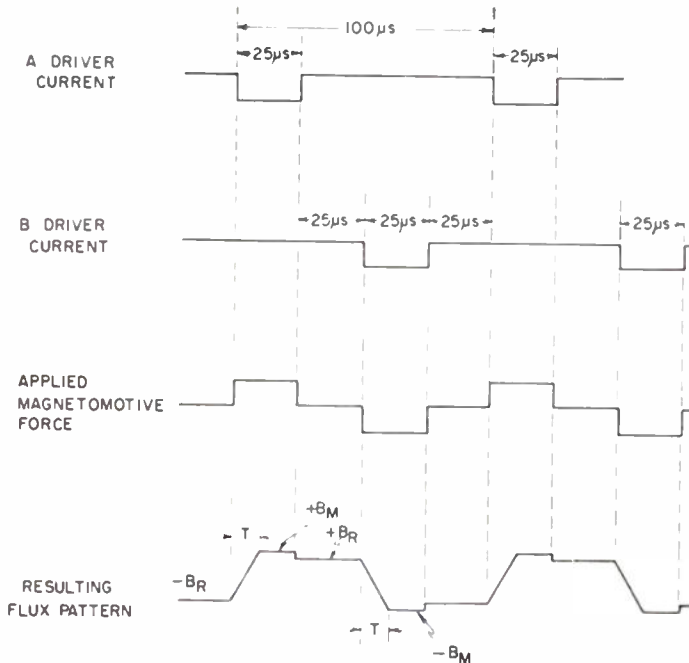 100µs
A DRIVER
CURRENT
25µs
25µs
B DRIVER
CURRENT
25µs
25µs
25µs
25µs
APPLIED
MAGNETOMOTIVE
FORCE
+BM
T
+BR
-BR
RESULTING
FLUX PATTERN
T
-BM